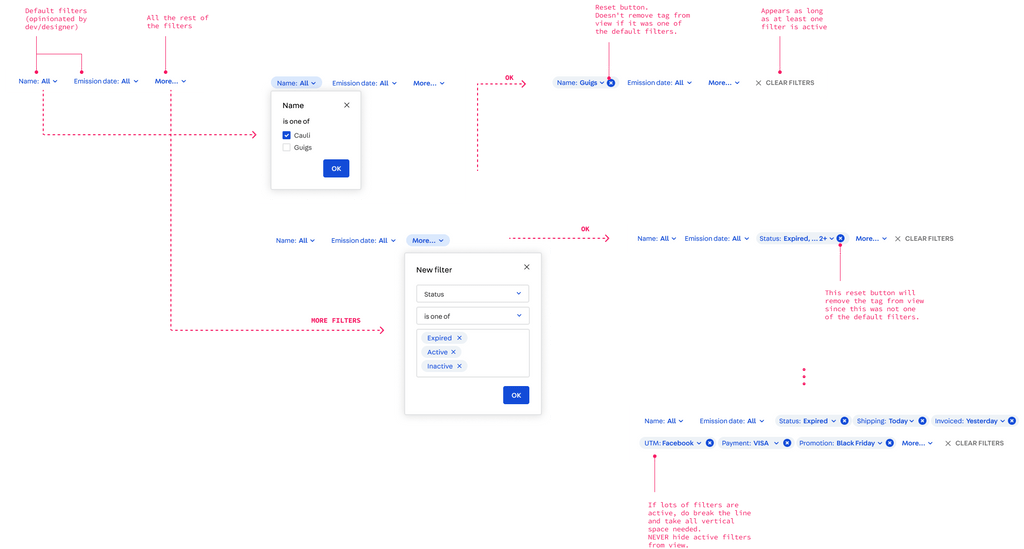 Default filters
(opinionated by
dev/designer)
All the rest of
the filters
Reset button.
Doesn't remove tag from
view if it was one of
the default filters.
Appears as long
as at least one
filter is active
Name: All
Emission date: All
More...
Name: All
Emission date: All
More...
OK
Name: Guigs
Emission date: All
More...
CLEAR FILTERS
Name
is one of
Cauli
Guigs
OK
Name: All
Emission date: All
More...
OK
Name: All
Emission date: All
Status: Expired, ... 2+
More...
CLEAR FILTERS
New filter
Status
is one of
Expired
Active
Inactive
OK
MORE FILTERS
This reset button will
remove the tag from view
since this was not one
of the default filters.
Name: All
Emission date: All
Status: Expired
Shipping: Today
Invoiced: Yesterday
UTM: Facebook
Payment: VISA
Promotion: Black Friday
More...
CLEAR FILTERS
If lots of filters are
active, do break the line
and take all vertical
space needed.
NEVER hide active filters
from view.